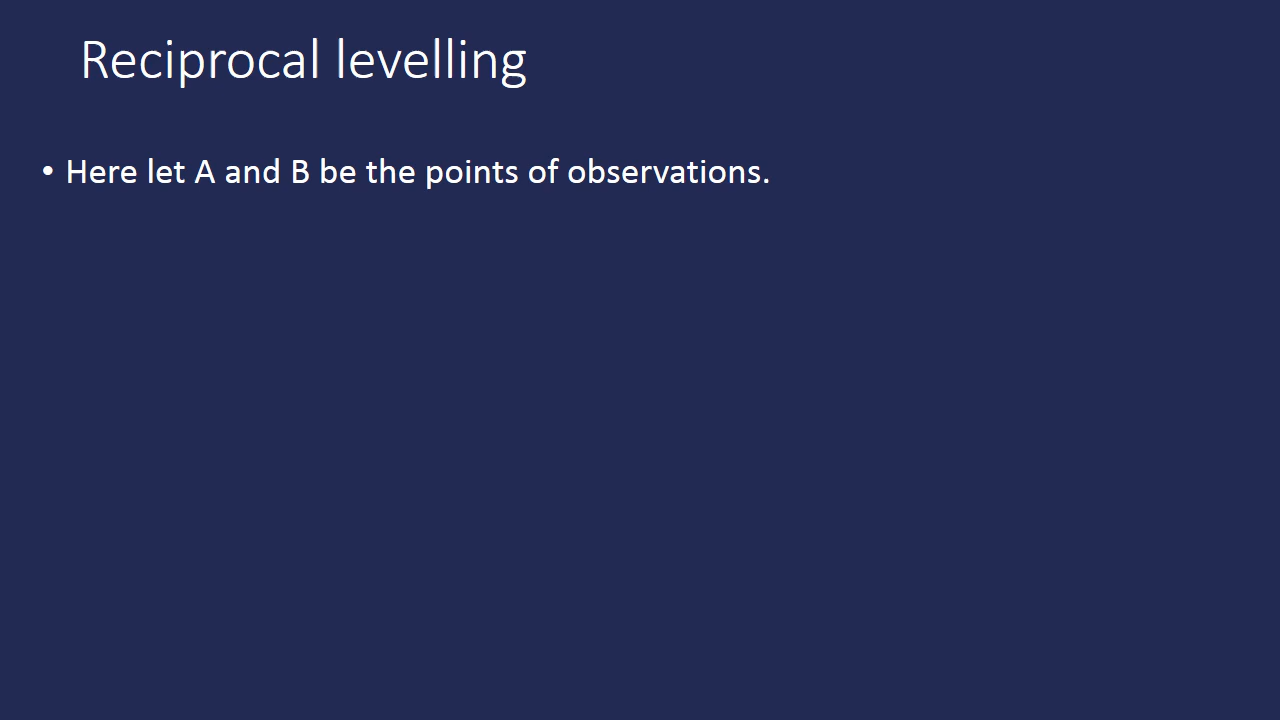 Reciprocal levelling
• Here let A and B be the points of observations.